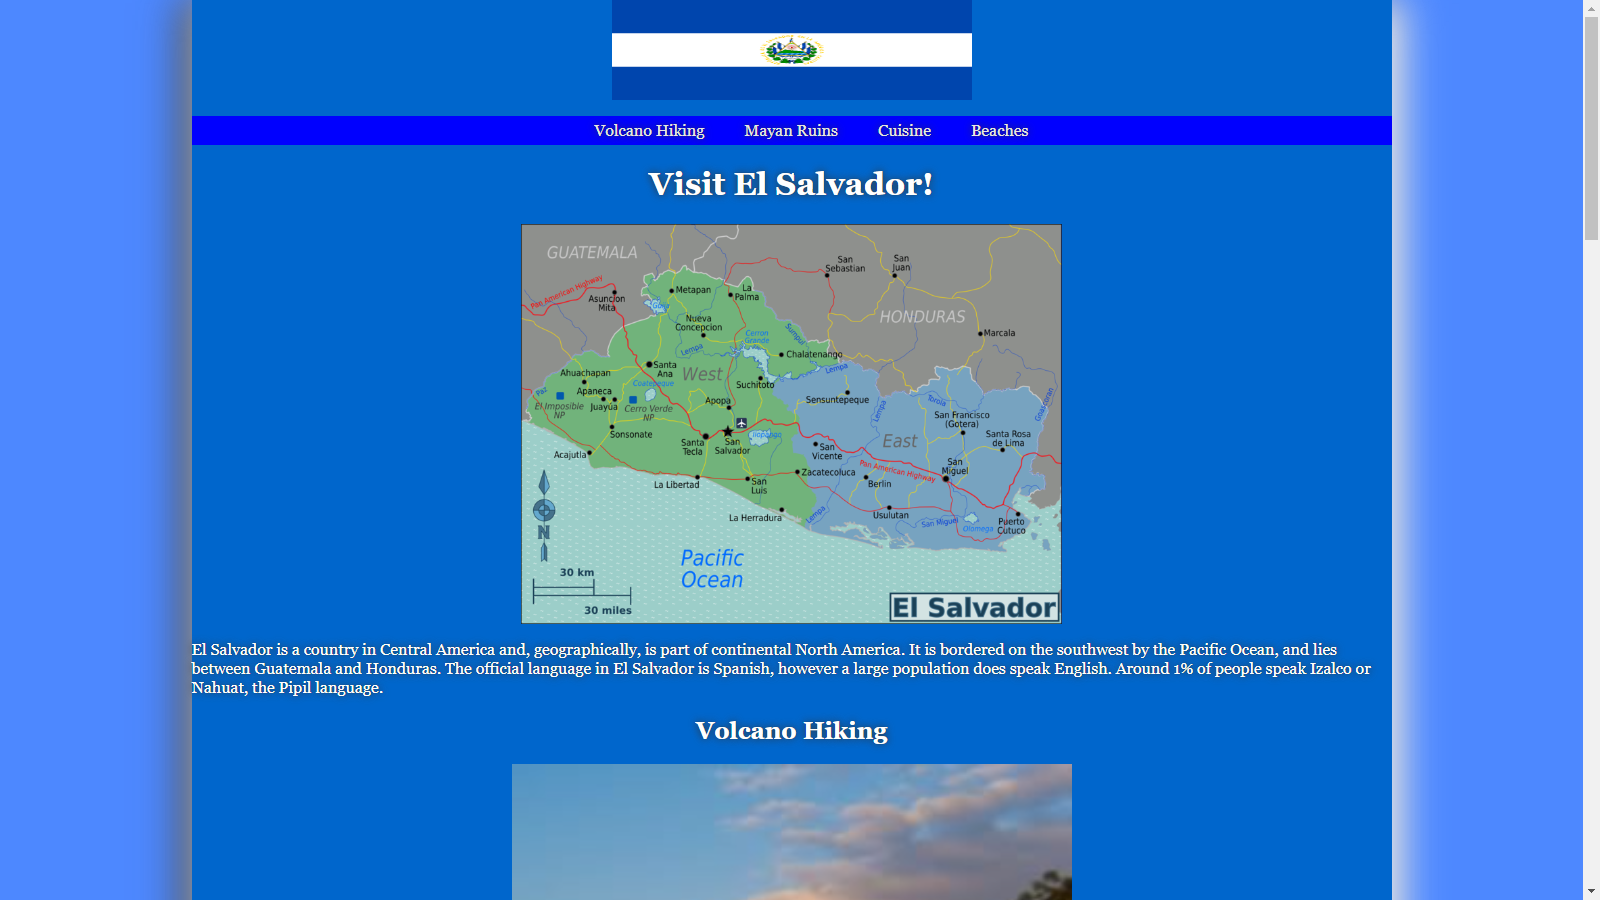 Volcano Hiking Mayan Ruins Cuisine Beaches
Visit El Salvador!
GUATEMALA
San
Sebastian
San
Juan
Pan American Highway
Asuncion
Mita
Metapan
La
Palma
Guija
Nueva
Concepcion
HONDURAS
Marcala
Cerron
Grande
Sumpul
Lempa
Chalatenango
Santa
Ana
West
Lempa
Ahuachapan
Coatepeque
Suchitoto
Paz
Apaneca
Juayua
El Imposible
NP
Cerro Verde
NP
Apopa
Sensuntepeque
Lempa
Torola
Goascoran
San Francisco
(Gotera)
Sonsonate
Santa
Tecla
San
Salvador
Ilopango
East
Santa Rosa
de Lima
San
Vicente
Acajutla
Pan American Highway
San
Miguel
La Libertad
San
Luis
Zacatecoluca
Berlin
La Herradura
Lempa
Usulutan
San Miguel
Olomega
Puerto
Cutuco
N
Pacific
Ocean
30 km
30 miles
El Salvador
El Salvador is a country in Central America and, geographically, is part of continental North America. It is bordered on the southwest by the Pacific Ocean, and lies
between Guatemala and Honduras. The official language in El Salvador is Spanish, however a large population does speak English. Around 1% of people speak Izalco or
Nahuat, the Pipil language.
Volcano Hiking